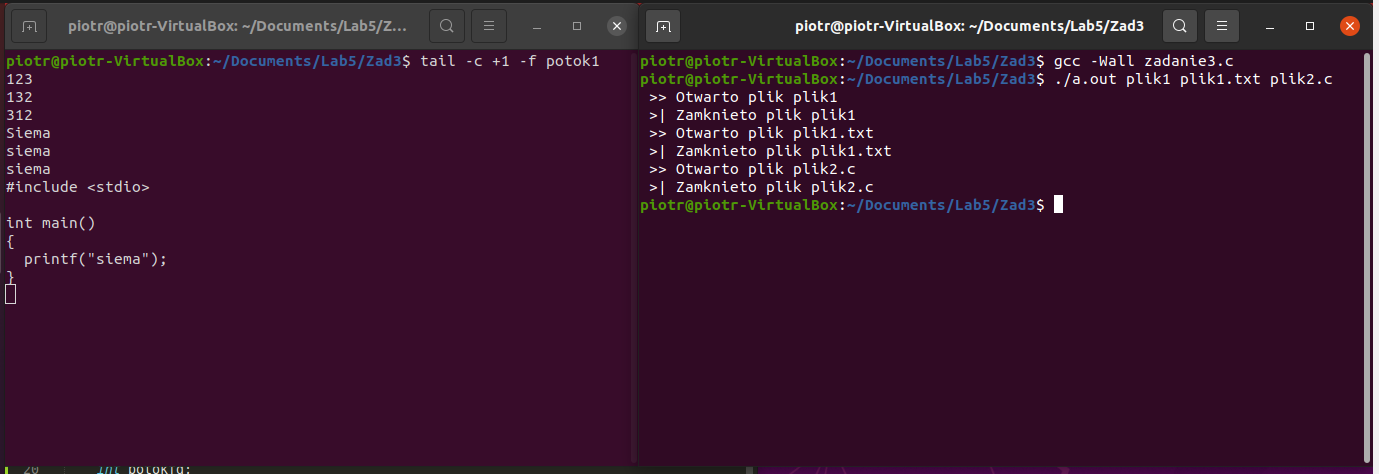 piotr@piotr-VirtualBox: ~/Documents/Lab5/Z...
piotr@piotr-VirtualBox:~/Documents/Lab5/Zad3$ tail -c +1 -f potok1
123
132
312
Siema
siema
siema
#include <stdio>
int main()
{
  printf("siema");
}
piotr@piotr-VirtualBox: ~/Documents/Lab5/Zad3
piotr@piotr-VirtualBox:~/Documents/Lab5/Zad3$ gcc -Wall zadanie3.c
piotr@piotr-VirtualBox:~/Documents/Lab5/Zad3$ ./a.out plik1 plik1.txt plik2.c
 >> Otwarto plik plik1
 >| Zamknieto plik plik1
 >> Otwarto plik plik1.txt
 >| Zamknieto plik plik1.txt
 >> Otwarto plik plik2.c
 >| Zamknieto plik plik2.c
piotr@piotr-VirtualBox:~/Documents/Lab5/Zad3$
20 int potokfd;